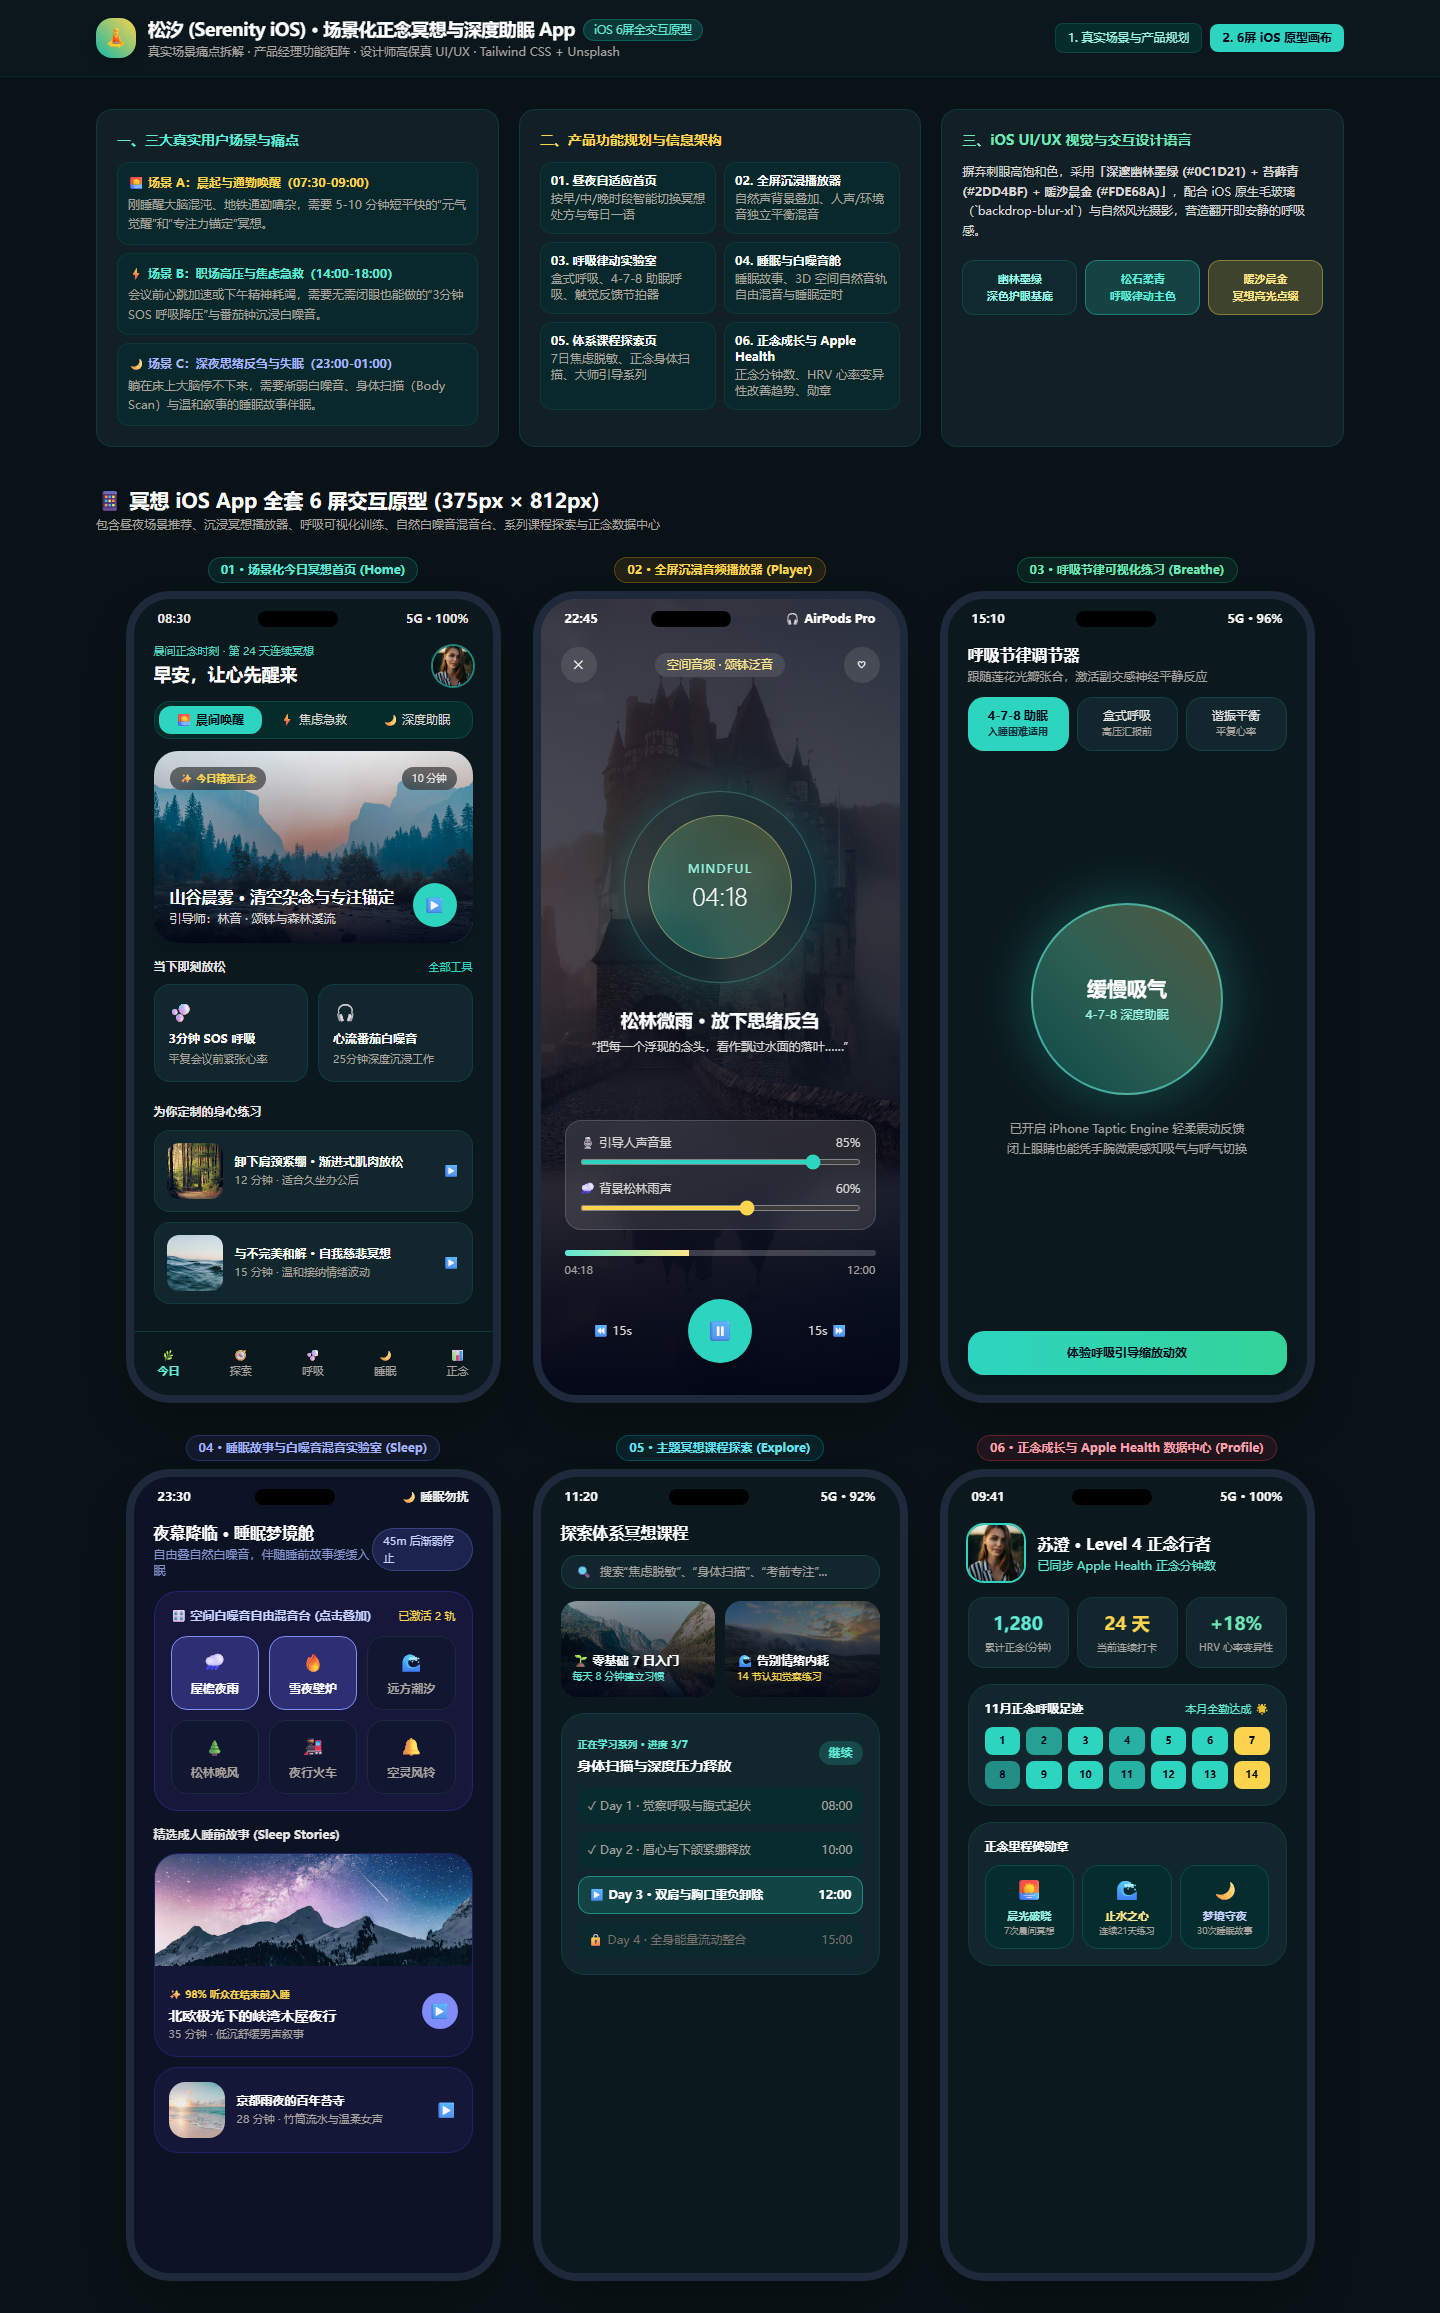 松汐 (Serenity iOS) • 场景化正念冥想与深度助眠 App
iOS 6屏全交互原型
真实场景痛点拆解 · 产品经理功能矩阵 · 设计师高保真 UI/UX · Tailwind CSS + Unsplash
1. 真实场景与产品规划
2. 6屏 iOS 原型画布
一、三大真实用户场景与痛点
场景 A：晨起与通勤唤醒（07:30-09:00）
刚睡醒大脑混沌、地铁通勤嘈杂，需要 5-10 分钟短平快的“元气
觉醒”和“专注力锚定”冥想。
场景 B：职场高压与焦虑急救（14:00-18:00）
会议前心跳加速或下午精神耗竭，需要无需闭眼也能做的“3分钟
SOS 呼吸降压”与番茄钟沉浸白噪音。
场景 C：深夜思绪反刍与失眠（23:00-01:00）
躺在床上大脑停不下来，需要渐弱白噪音、身体扫描（Body
Scan）与温和叙事的睡眠故事伴眠。
二、产品功能规划与信息架构
01. 昼夜自适应首页
按早/中/晚时段智能切换冥想
处方与每日一语
02. 全屏沉浸播放器
自然声背景叠加、人声/环境
音独立平衡混音
03. 呼吸律动实验室
盒式呼吸、4-7-8 助眠呼
吸、触觉反馈节拍器
04. 睡眠与白噪音舱
睡眠故事、3D 空间自然音轨
自由混音与睡眠定时
05. 体系课程探索页
7日焦虑脱敏、正念身体扫
描、大师引导系列
06. 正念成长与 Apple
Health
正念分钟数、HRV 心率变异
性改善趋势、勋章
三、iOS UI/UX 视觉与交互设计语言
摒弃刺眼高饱和色，采用「深邃幽林墨绿 (#0C1D21) + 苔藓青
(#2DD4BF) + 暖沙晨金 (#FDE68A)」，配合 iOS 原生毛玻璃
（`backdrop-blur-xl`）与自然风光摄影，营造翻开即安静的呼吸
感。
幽林墨绿
深色护眼基底
松石柔青
呼吸律动主色
暖沙晨金
冥想高光点缀
冥想 iOS App 全套 6 屏交互原型 (375px × 812px)
包含昼夜场景推荐、沉浸冥想播放器、呼吸可视化训练、自然白噪音混音台、系列课程探索与正念数据中心
01 • 场景化今日冥想首页 (Home)
08:30
5G • 100%
晨间正念时刻 · 第 24 天连续冥想
早安，让心先醒来
晨间唤醒
焦虑急救
深度助眠
今日精选正念
10 分钟
山谷晨雾 • 清空杂念与专注锚定
引导师：林音 · 颂钵与森林溪流
当下即刻放松
全部工具
3分钟 SOS 呼吸
平复会议前紧张心率
心流番茄白噪音
25分钟深度沉浸工作
为你定制的身心练习
卸下肩颈紧绷 • 渐进式肌肉放松
12 分钟 · 适合久坐办公后
与不完美和解 • 自我慈悲冥想
15 分钟 · 温和接纳情绪波动
今日
探索
呼吸
睡眠
正念
02 • 全屏沉浸音频播放器 (Player)
22:45
AirPods Pro
✕
空间音频 · 颂钵泛音
♡
MINDFUL
04:18
松林微雨 • 放下思绪反刍
“把每一个浮现的念头，看作飘过水面的落叶……”
引导人声音量
85%
背景松林雨声
60%
04:18
12:00
15s
15s
03 • 呼吸节律可视化练习 (Breathe)
15:10
5G • 96%
呼吸节律调节器
跟随莲花光瓣张合，激活副交感神经平静反应
4-7-8 助眠
入睡困难适用
盒式呼吸
高压汇报前
谐振平衡
平复心率
缓慢吸气
4-7-8 深度助眠
已开启 iPhone Taptic Engine 轻柔震动反馈
闭上眼睛也能凭手腕微震感知吸气与呼气切换
体验呼吸引导缩放动效
04 • 睡眠故事与白噪音混音实验室 (Sleep)
23:30
睡眠勿扰
夜幕降临 • 睡眠梦境舱
自由叠自然白噪音，伴随睡前故事缓缓入
眠
45m 后渐弱停
止
空间白噪音自由混音台 (点击叠加)
已激活 2 轨
屋檐夜雨
雪夜壁炉
远方潮汐
松林晚风
夜行火车
空灵风铃
精选成人睡前故事 (Sleep Stories)
98% 听众在结束前入睡
北欧极光下的峡湾木屋夜行
35 分钟 · 低沉舒缓男声叙事
京都雨夜的百年苔寺
28 分钟 · 竹筒流水与温柔女声
05 • 主题冥想课程探索 (Explore)
11:20
5G • 92%
探索体系冥想课程
搜索“焦虑脱敏”、“身体扫描”、“考前专注”...
零基础 7 日入门
每天 8 分钟建立习惯
告别情绪内耗
14 节认知觉察练习
正在学习系列 • 进度 3/7
身体扫描与深度压力释放
继续
✓ Day 1 · 觉察呼吸与腹式起伏
08:00
✓ Day 2 · 眉心与下颌紧绷释放
10:00
Day 3 • 双肩与胸口重负卸除
12:00
Day 4 · 全身能量流动整合
15:00
06 • 正念成长与 Apple Health 数据中心 (Profile)
09:41
5G • 100%
苏澄 • Level 4 正念行者
已同步 Apple Health 正念分钟数
1,280
累计正念(分钟)
24 天
当前连续打卡
+18%
HRV 心率变异性
11月正念呼吸足迹
本月全勤达成
1
2
3
4
5
6
7
8
9
10
11
12
13
14
正念里程碑勋章
晨光破晓
7次晨间冥想
止水之心
连续21天练习
梦境守夜
30次睡眠故事